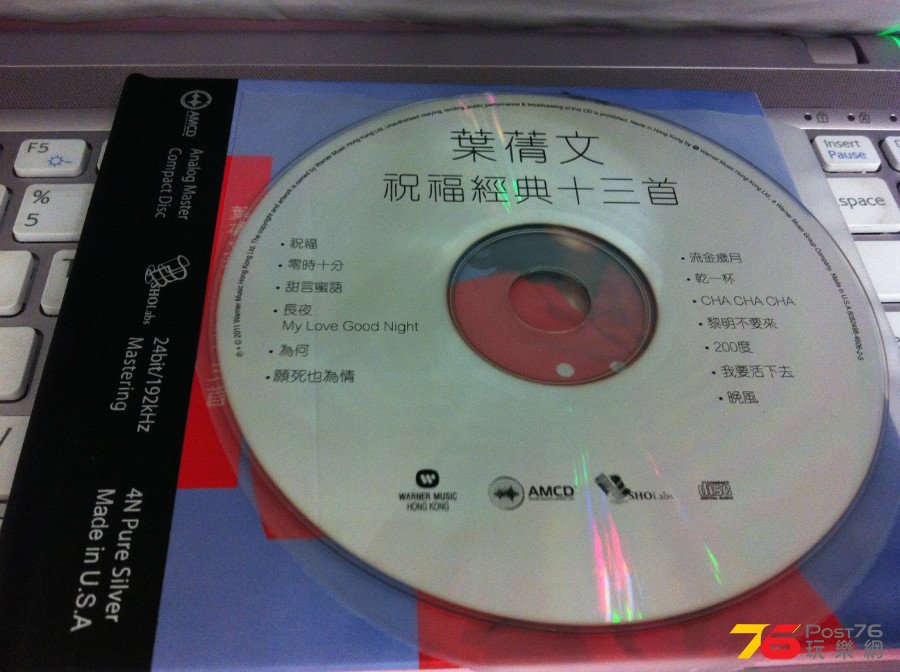 AMCD
Analog Master
Compact Disc
SHOLabs
24bit/192kHz
Mastering
4N Pure Silver
Made in U.S.A
葉蒨文
祝福經典十三首
• 祝福
• 零時十分
• 甜言蜜語
• 長夜
My Love Good Night
• 為何
• 願死也為情
• 流金歲月
• 乾一杯
• CHA CHA CHA
• 黎明不要來
• 200度
• 我要活下去
• 晚風
WARNER MUSIC
HONG KONG
AMCD
SHOLabs
disc
F5
%
5
Insert
Pause
space
76
Post76
玩樂網